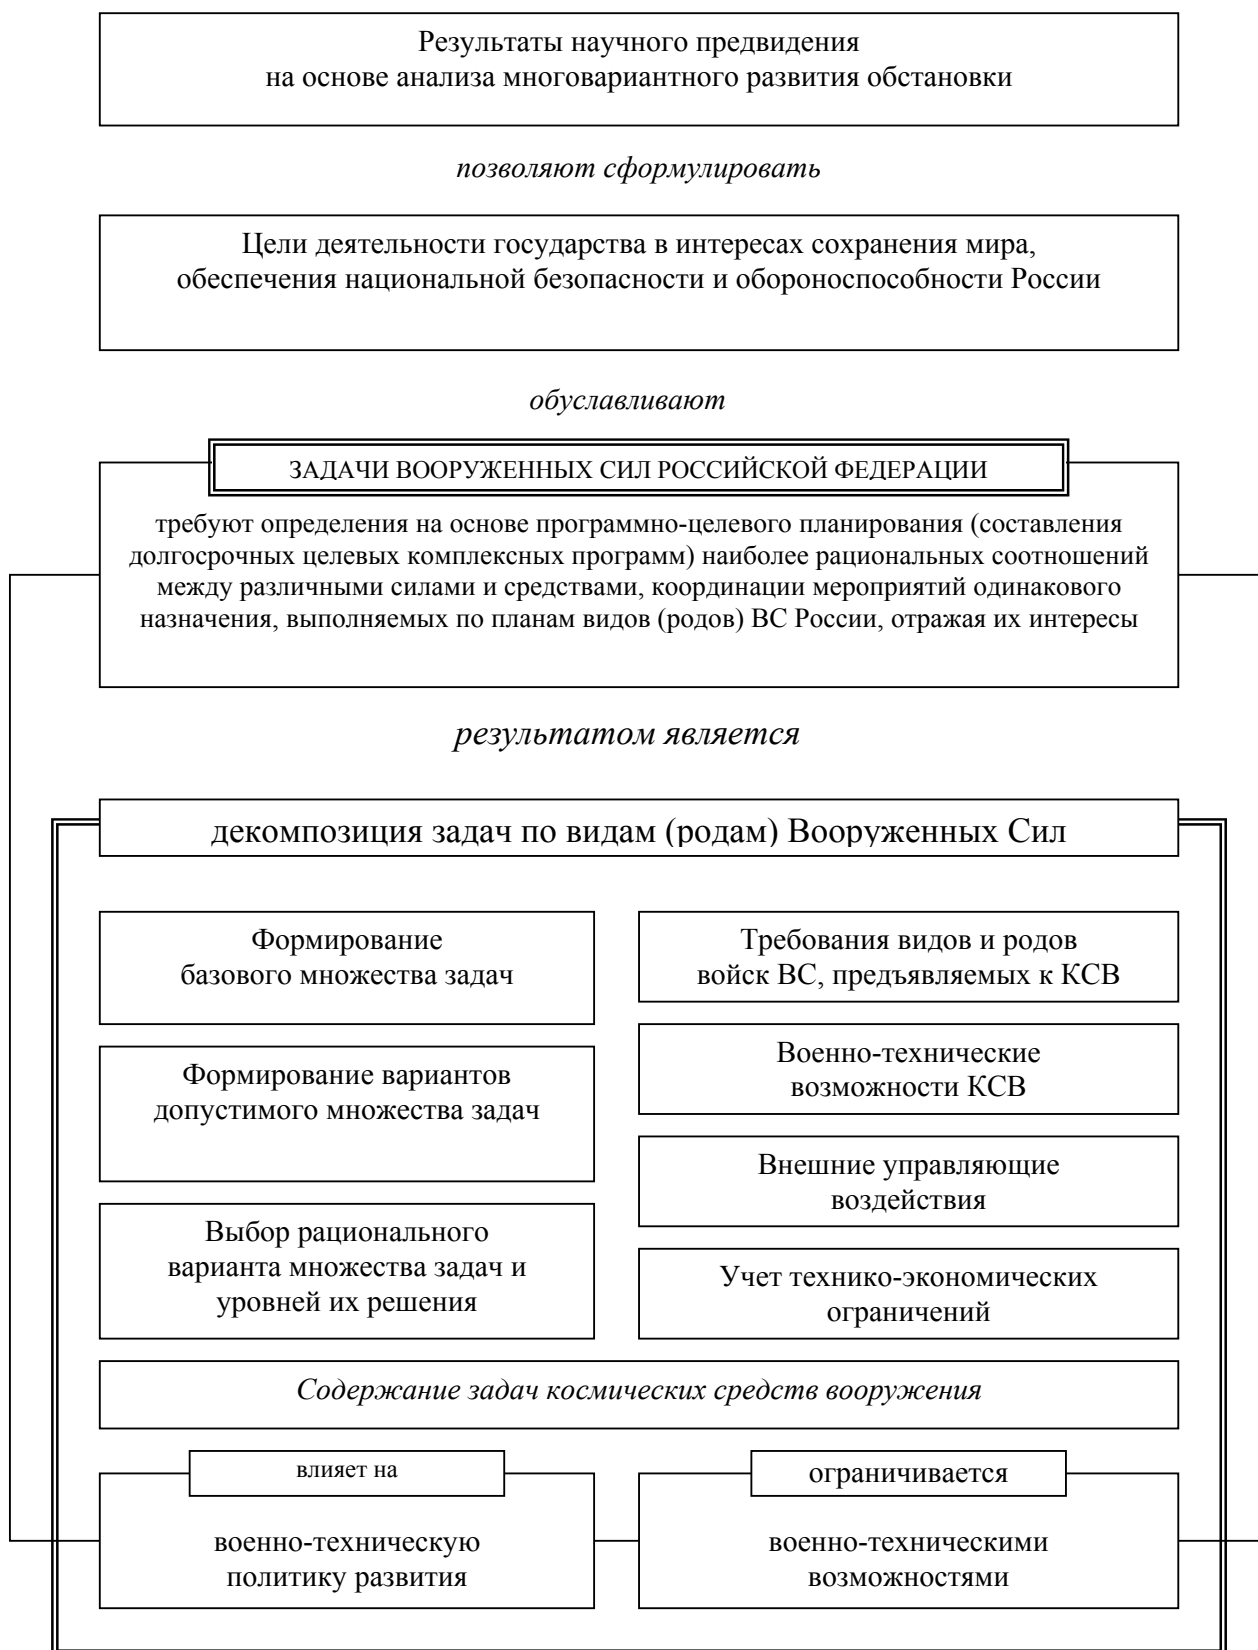 Результаты научного предвидения
на основе анализа многовариантного развития обстановки
позволяют сформулировать
Цели деятельности государства в интересах сохранения мира,
обеспечения национальной безопасности и обороноспособности России
обуславливают
ЗАДАЧИ ВООРУЖЕННЫХ СИЛ РОССИЙСКОЙ ФЕДЕРАЦИИ
требуют определения на основе программно-целевого планирования (составления
долгосрочных целевых комплексных программ) наиболее рациональных соотношений
между различными силами и средствами, координации мероприятий одинакового
назначения, выполняемых по планам видов (родов) ВС России, отражая их интересы
результатом является
декомпозиция задач по видам (родам) Вооруженных Сил
Формирование
базового множества задач
Формирование вариантов
допустимого множества задач
Выбор рационального
варианта множества задач и
уровней их решения
Требования видов и родов
войск ВС, предъявляемых к КСВ
Военно-технические
возможности КСВ
Внешние управляющие
воздействия
Учет технико-экономических
ограничений
Содержание задач космических средств вооружения
влияет на
военно-техническую
политику развития
ограничивается
военно-техническими
возможностями